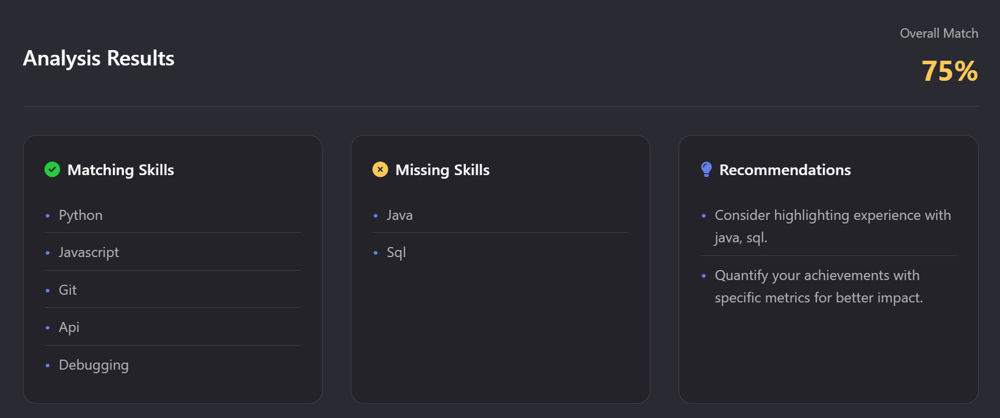 Analysis Results
Overall Match
75%
Matching Skills
Python
Javascript
Git
Api
Debugging
Missing Skills
Java
Sql
Recommendations
Consider highlighting experience with
java, sql.
Quantify your achievements with
specific metrics for better impact.